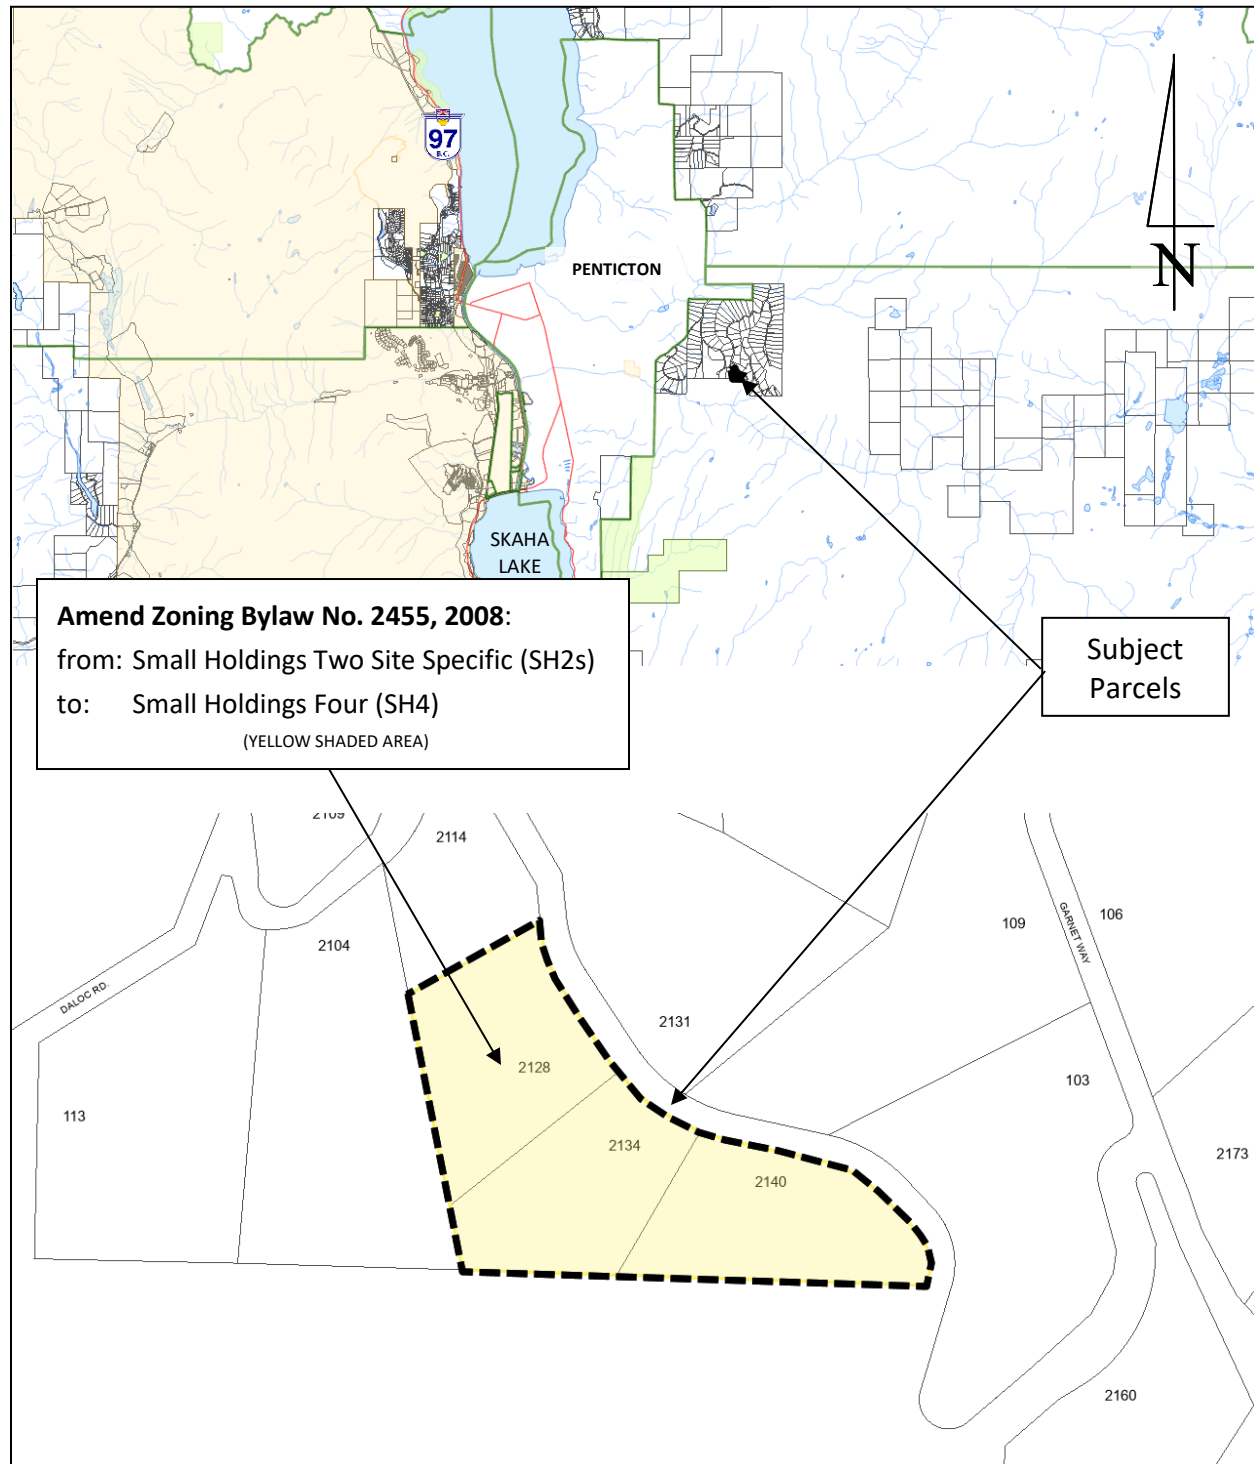 97
B.C.
PENTICTON
N
SKAHA
LAKE
Amend Zoning Bylaw No. 2455, 2008:
from: Small Holdings Two Site Specific (SH2s)
to: Small Holdings Four (SH4)
(YELLOW SHADED AREA)
Subject
Parcels
2109
2114
2104
DALOC RD.
113
2128
2134
2140
2131
109
GARNET WAY
106
103
2173
2160